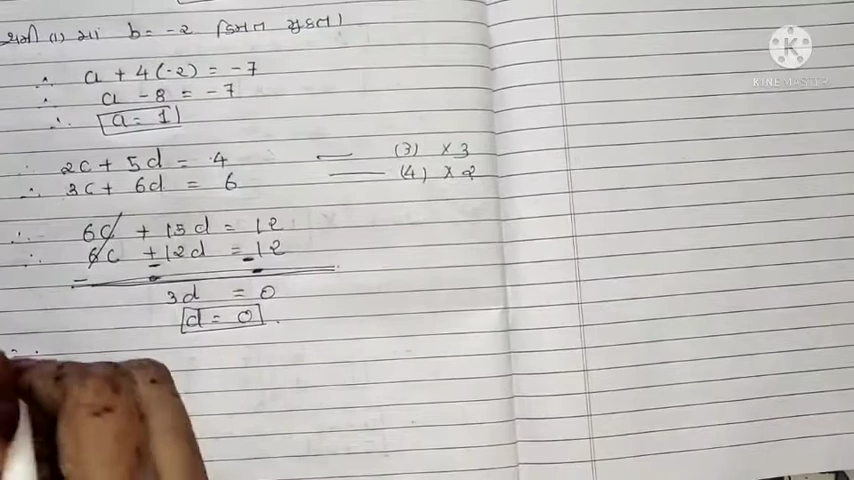 (1) માં b = -2 કિંમત મુકતા
∴ a + 4(-2) = -7
∴ a - 8 = -7
∴ a = 1
∴ 2c + 5d = 4 — (3) × 3
∴ 3c + 6d = 6 — (4) × 2
∴ 6c + 15d = 12
∴ 6c + 12d = 12
3d = 0
d = 0
K
KINEMASTER